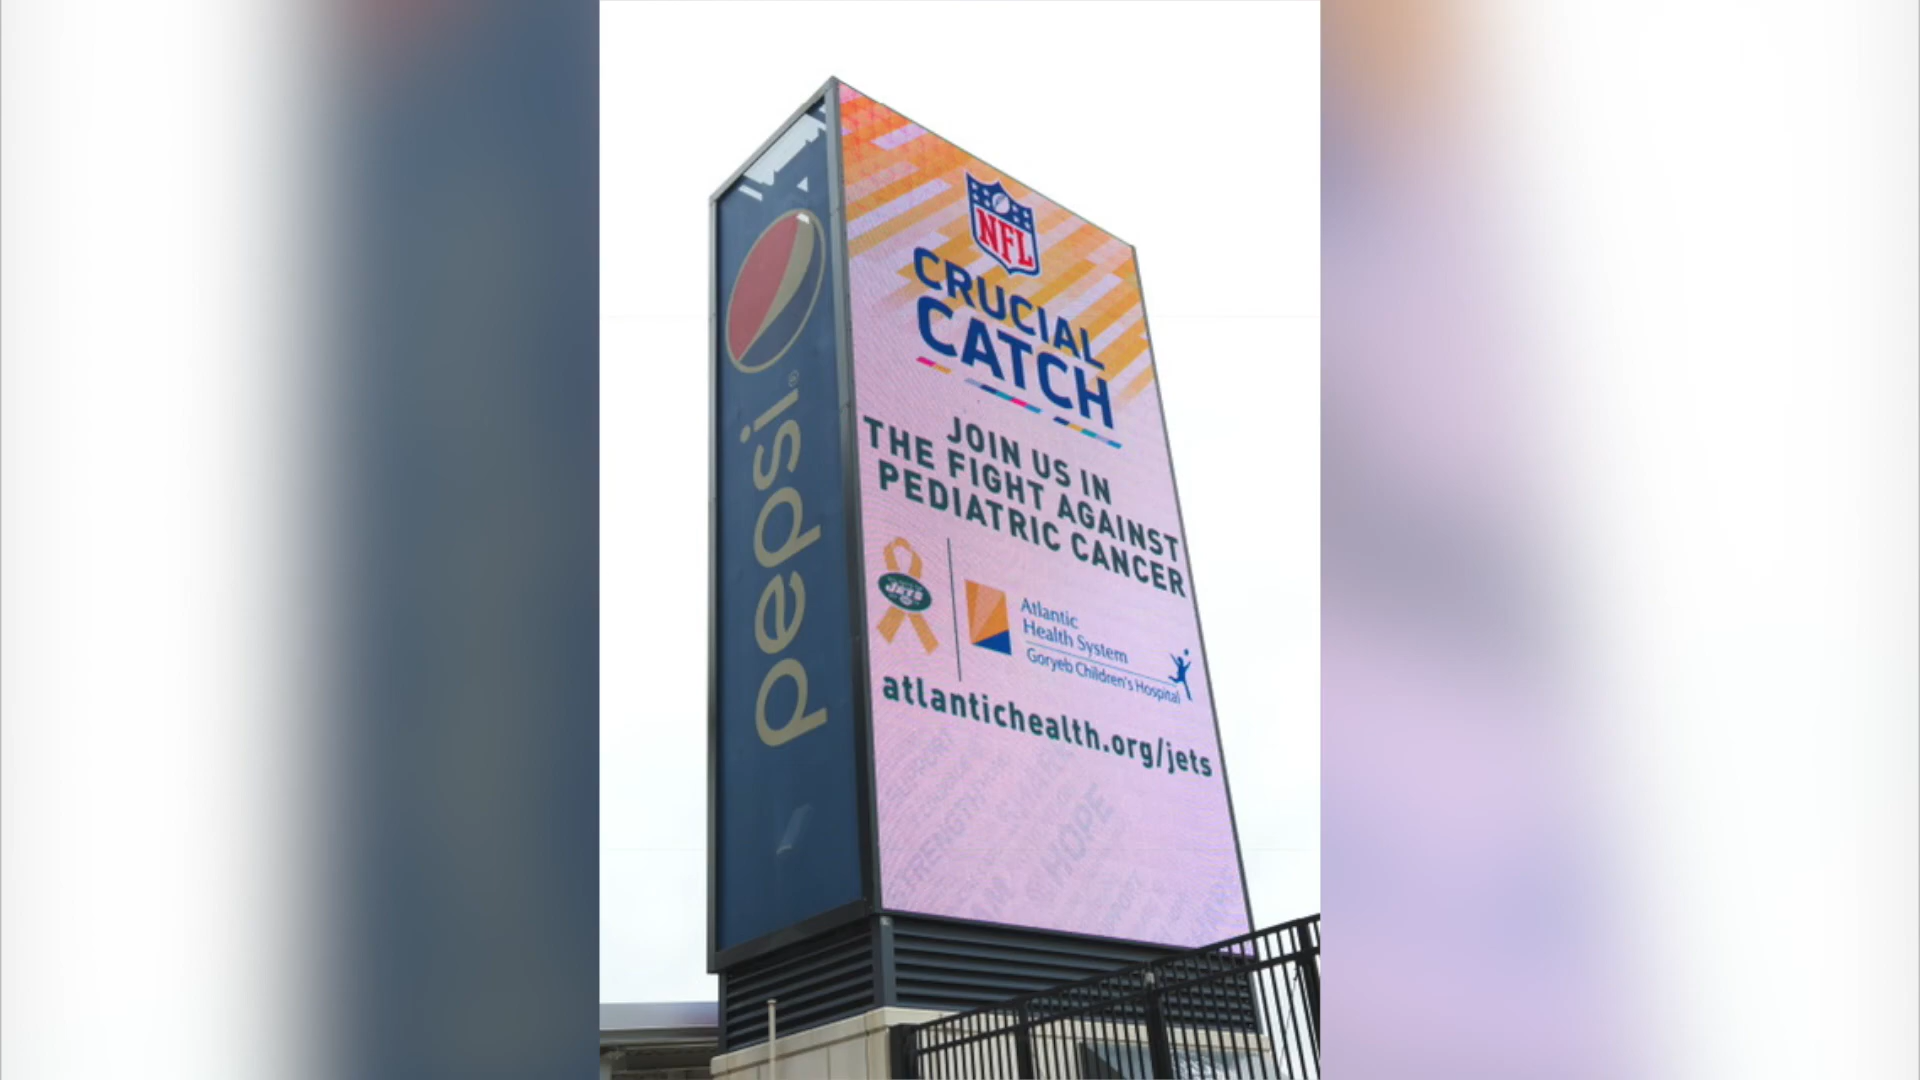 pepsi®
NFL
CRUCIAL
CATCH
JOIN US IN
THE FIGHT AGAINST
PEDIATRIC CANCER
JETS
Atlantic
Health System
Goryeb Children's Hospital
atlantichealth.org/jets
SUPPORT
STRENGTH
HOPE